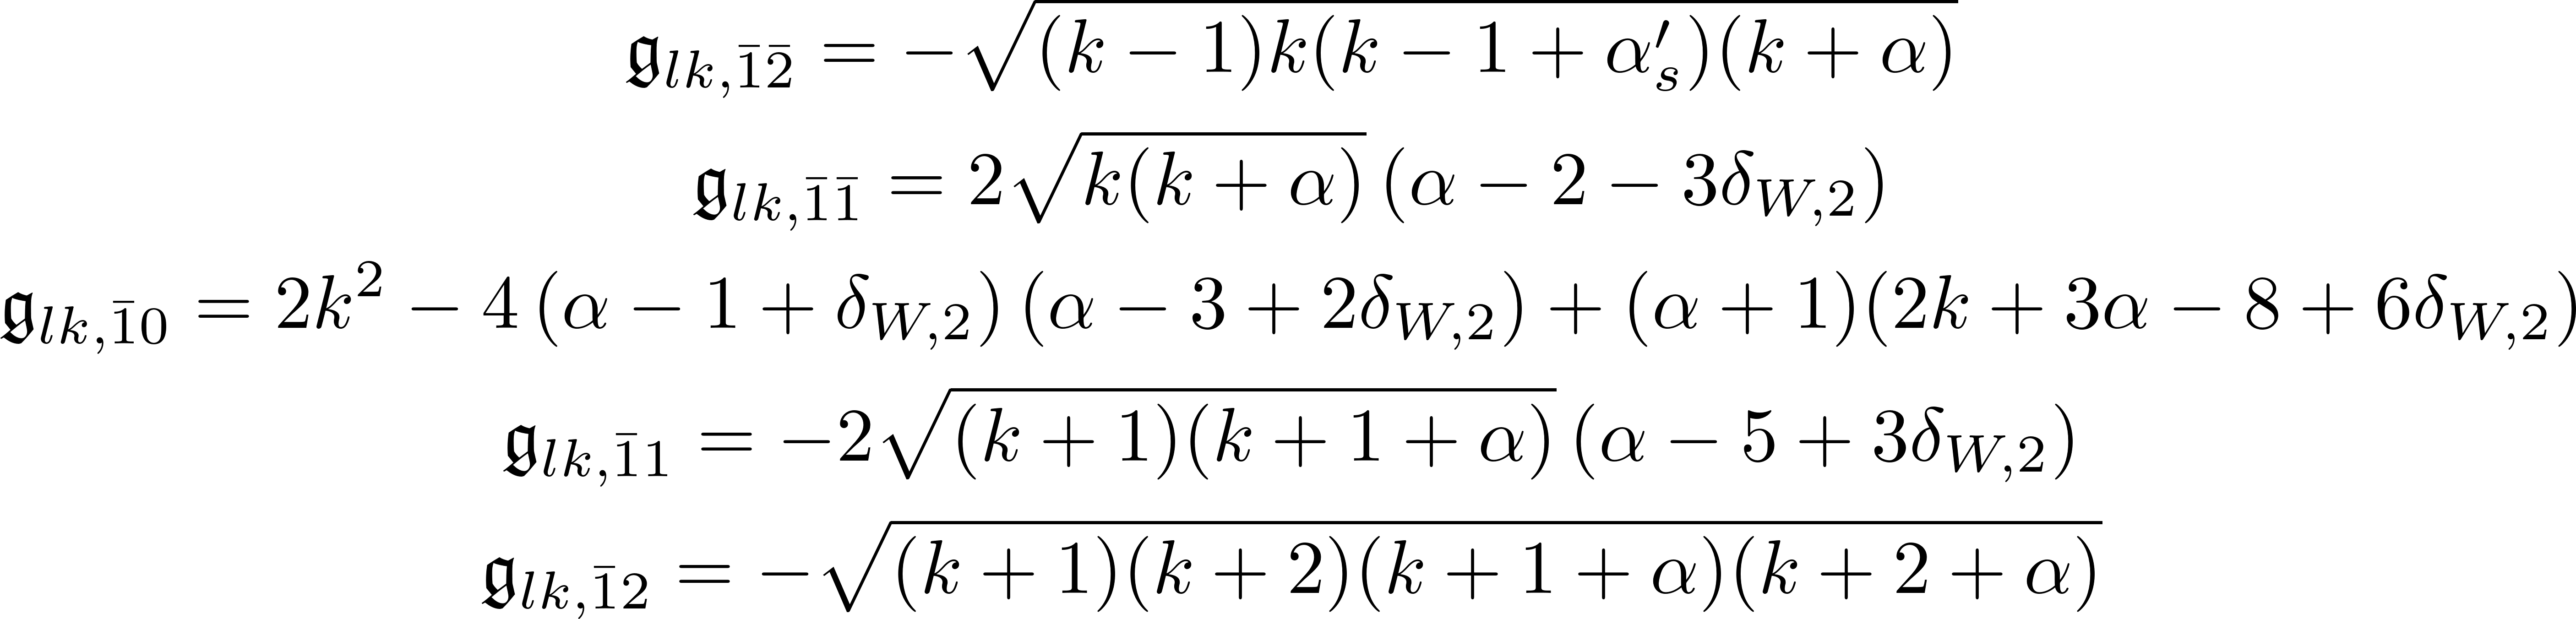 𝔤_{lk,\bar{1}\bar{2}} = -\sqrt{(k-1)k(k-1+\alpha'_s)(k+\alpha)}
𝔤_{lk,\bar{1}\bar{1}} = 2\sqrt{k(k+\alpha)}(\alpha-2-3\delta_{W,2})
𝔤_{lk,\bar{1}0} = 2k^2-4(\alpha-1+\delta_{W,2})(\alpha-3+2\delta_{W,2})+(\alpha+1)(2k+3\alpha-8+6\delta_{W,2})
𝔤_{lk,\bar{1}1} = -2\sqrt{(k+1)(k+1+\alpha)}(\alpha-5+3\delta_{W,2})
𝔤_{lk,\bar{1}2} = -\sqrt{(k+1)(k+2)(k+1+\alpha)(k+2+\alpha)}